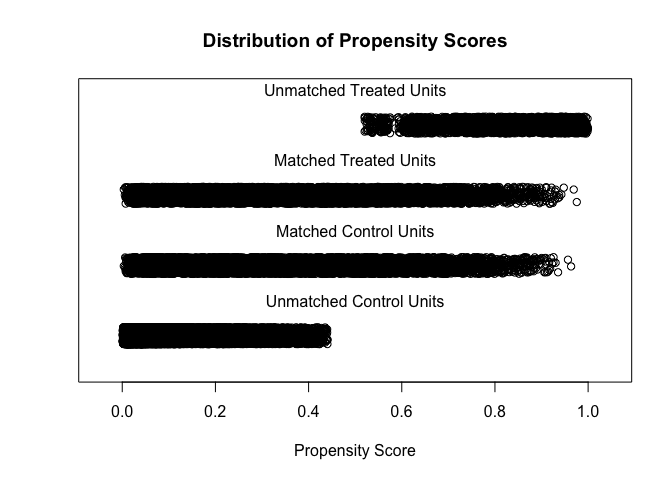 Distribution of Propensity Scores
Unmatched Treated Units
Matched Treated Units
Matched Control Units
Unmatched Control Units
0.0 0.2 0.4 0.6 0.8 1.0
Propensity Score